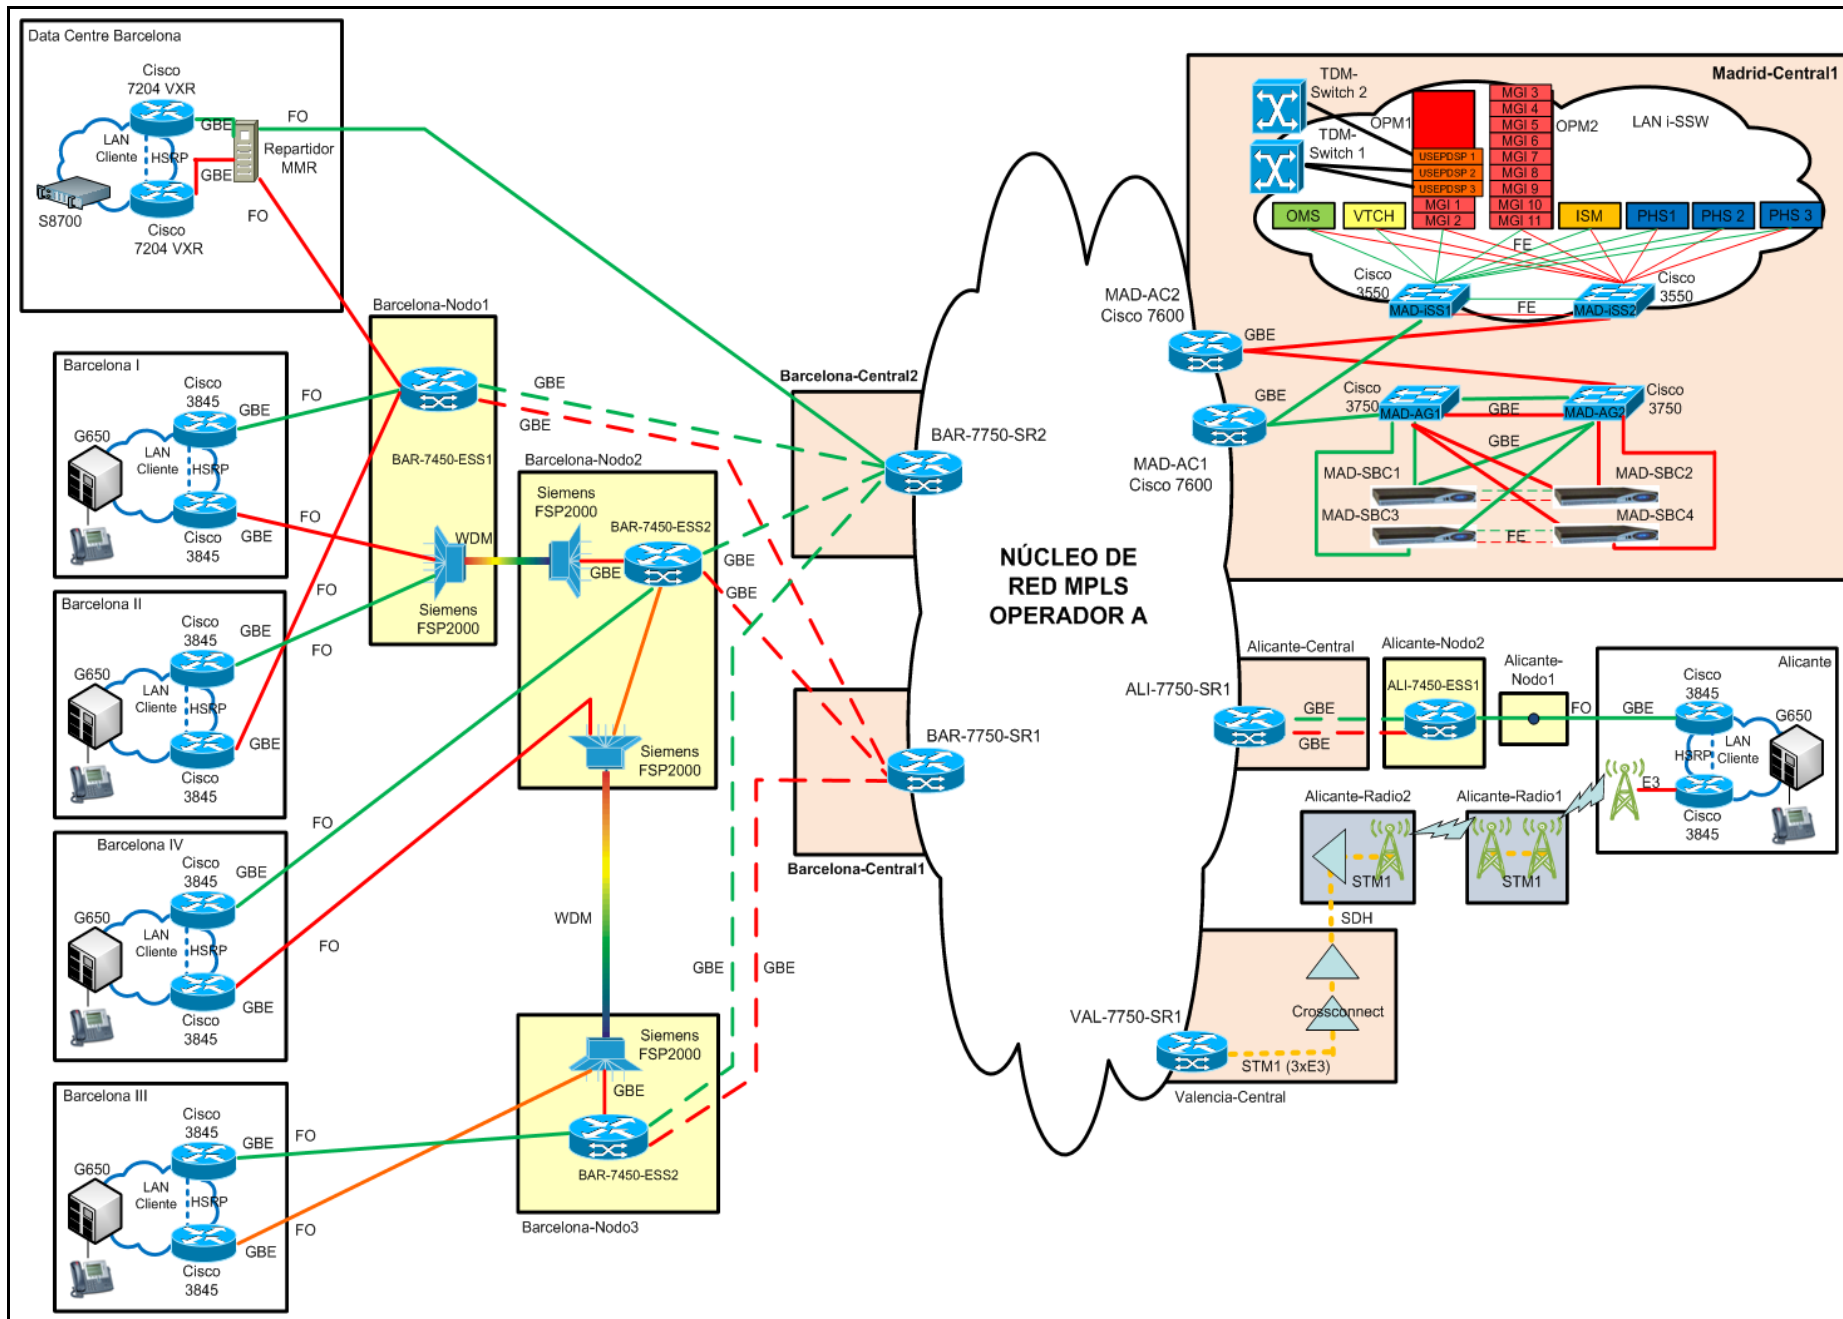 Data Centre Barcelona
Cisco
7204 VXR
FO
GBE
LAN
Cliente
HSRP
Repartidor
MMR
GBE
S8700
FO
Cisco
7204 VXR
Barcelona I
Cisco
3845
GBE
FO
G650
LAN
Cliente
HSRP
FO
GBE
Cisco
3845
Barcelona II
Cisco
3845
GBE
FO
FO
G650
LAN
Cliente
HSRP
GBE
Cisco
3845
Barcelona IV
Cisco
3845
GBE
FO
G650
LAN
Cliente
HSRP
FO
GBE
Cisco
3845
Barcelona III
Cisco
3845
GBE
FO
G650
LAN
Cliente
HSRP
FO
GBE
Cisco
3845
Barcelona-Nodo1
BAR-7450-ESS1
Siemens
FSP2000
WDM
GBE
GBE
Barcelona-Nodo2
Siemens
FSP2000
BAR-7450-ESS2
GBE
GBE
GBE
Siemens
FSP2000
WDM
GBE
GBE
Siemens
FSP2000
GBE
BAR-7450-ESS2
Barcelona-Nodo3
Barcelona-Central2
BAR-7750-SR2
BAR-7750-SR1
Barcelona-Central1
NÚCLEO DE
RED MPLS
OPERADOR A
MAD-AC2
Cisco 7600
GBE
GBE
MAD-AC1
Cisco 7600
Madrid-Central1
TDM-
Switch 2
TDM-
Switch 1
OPM1
OPM2
LAN i-SSW
MGI 3
MGI 4
MGI 5
MGI 6
MGI 7
MGI 8
MGI 9
MGI 10
MGI 11
USEPDSP 1
USEPDSP 2
USEPDSP 3
MGI 1
MGI 2
OMS
VTCH
ISM
PHS1
PHS 2
PHS 3
FE
Cisco
3550
Cisco
3550
MAD-iSS1
MAD-iSS2
FE
Cisco
3750
Cisco
3750
MAD-AG1
MAD-AG2
GBE
GBE
MAD-SBC1
MAD-SBC2
MAD-SBC3
MAD-SBC4
FE
Alicante-Central
ALI-7750-SR1
GBE
GBE
Alicante-Nodo2
ALI-7450-ESS1
Alicante-
Nodo1
FO
GBE
Alicante
Cisco
3845
G650
LAN
Cliente
HSRP
E3
Cisco
3845
Alicante-Radio2
Alicante-Radio1
STM1
STM1
SDH
Crossconnect
VAL-7750-SR1
STM1 (3xE3)
Valencia-Central